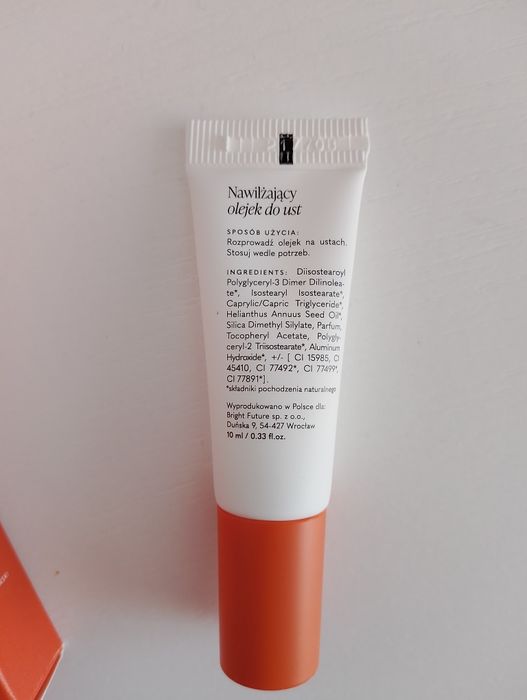 Nawilżający
olejek do ust
SPOSÓB UŻYCIA:
Rozprowadź olejek na ustach.
Stosuj wedle potrzeb.
INGREDIENTS: Diisostearoyl
Polyglyceryl-3 Dimer Dilinolea-
te*, Isostearyl Isostearate*,
Caprylic/Capric Triglyceride*,
Helianthus Annuus Seed Oil*,
Silica Dimethyl Silylate, Parfum,
Tocopheryl Acetate, Polygly-
ceryl-2 Triisostearate*, Aluminum
Hydroxide*, +/- [ CI 15985, CI
45410, CI 77492*, CI 77499*,
CI 77891*].
*składniki pochodzenia naturalnego
Wyprodukowano w Polsce dla:
Bright Future sp. z o.o.,
Duńska 9, 54-427 Wrocław
10 ml / 0.33 fl.oz.